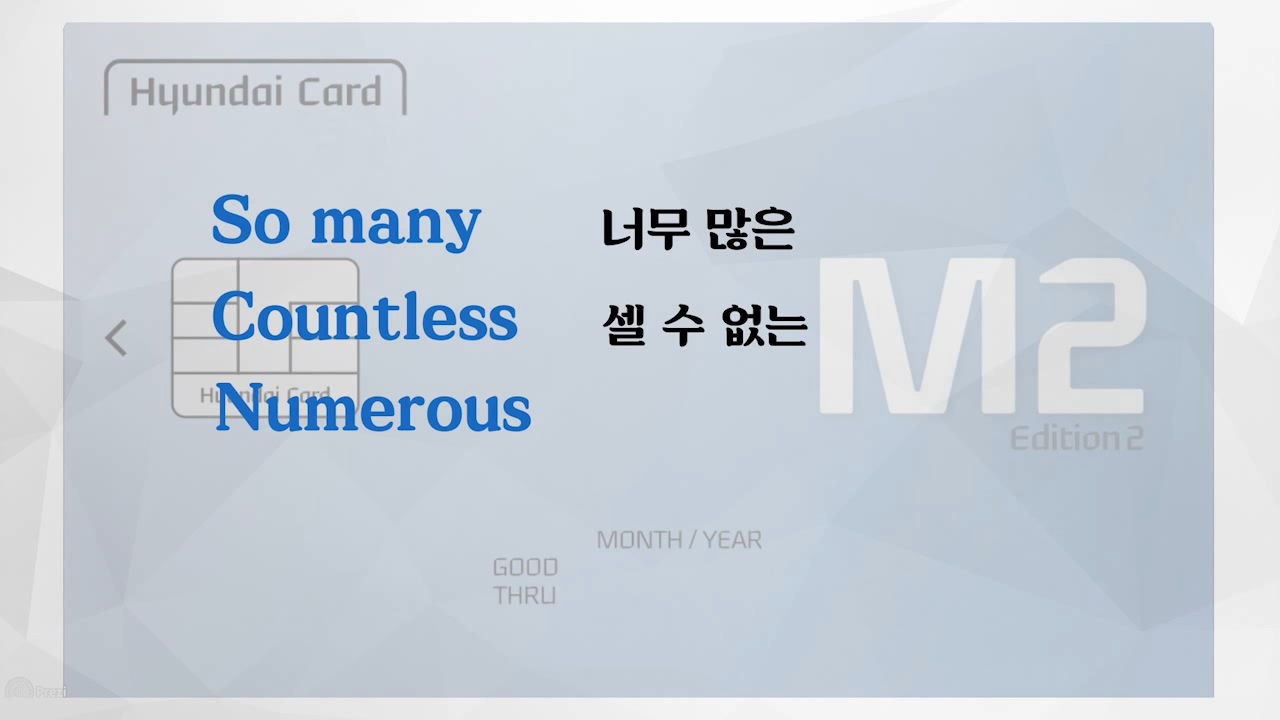 Hyundai Card
So many 너무 많은
Countless 셀 수 없는
Hyundai Card
Numerous
M2
Edition 2
MONTH / YEAR
GOOD
THRU
Prezi